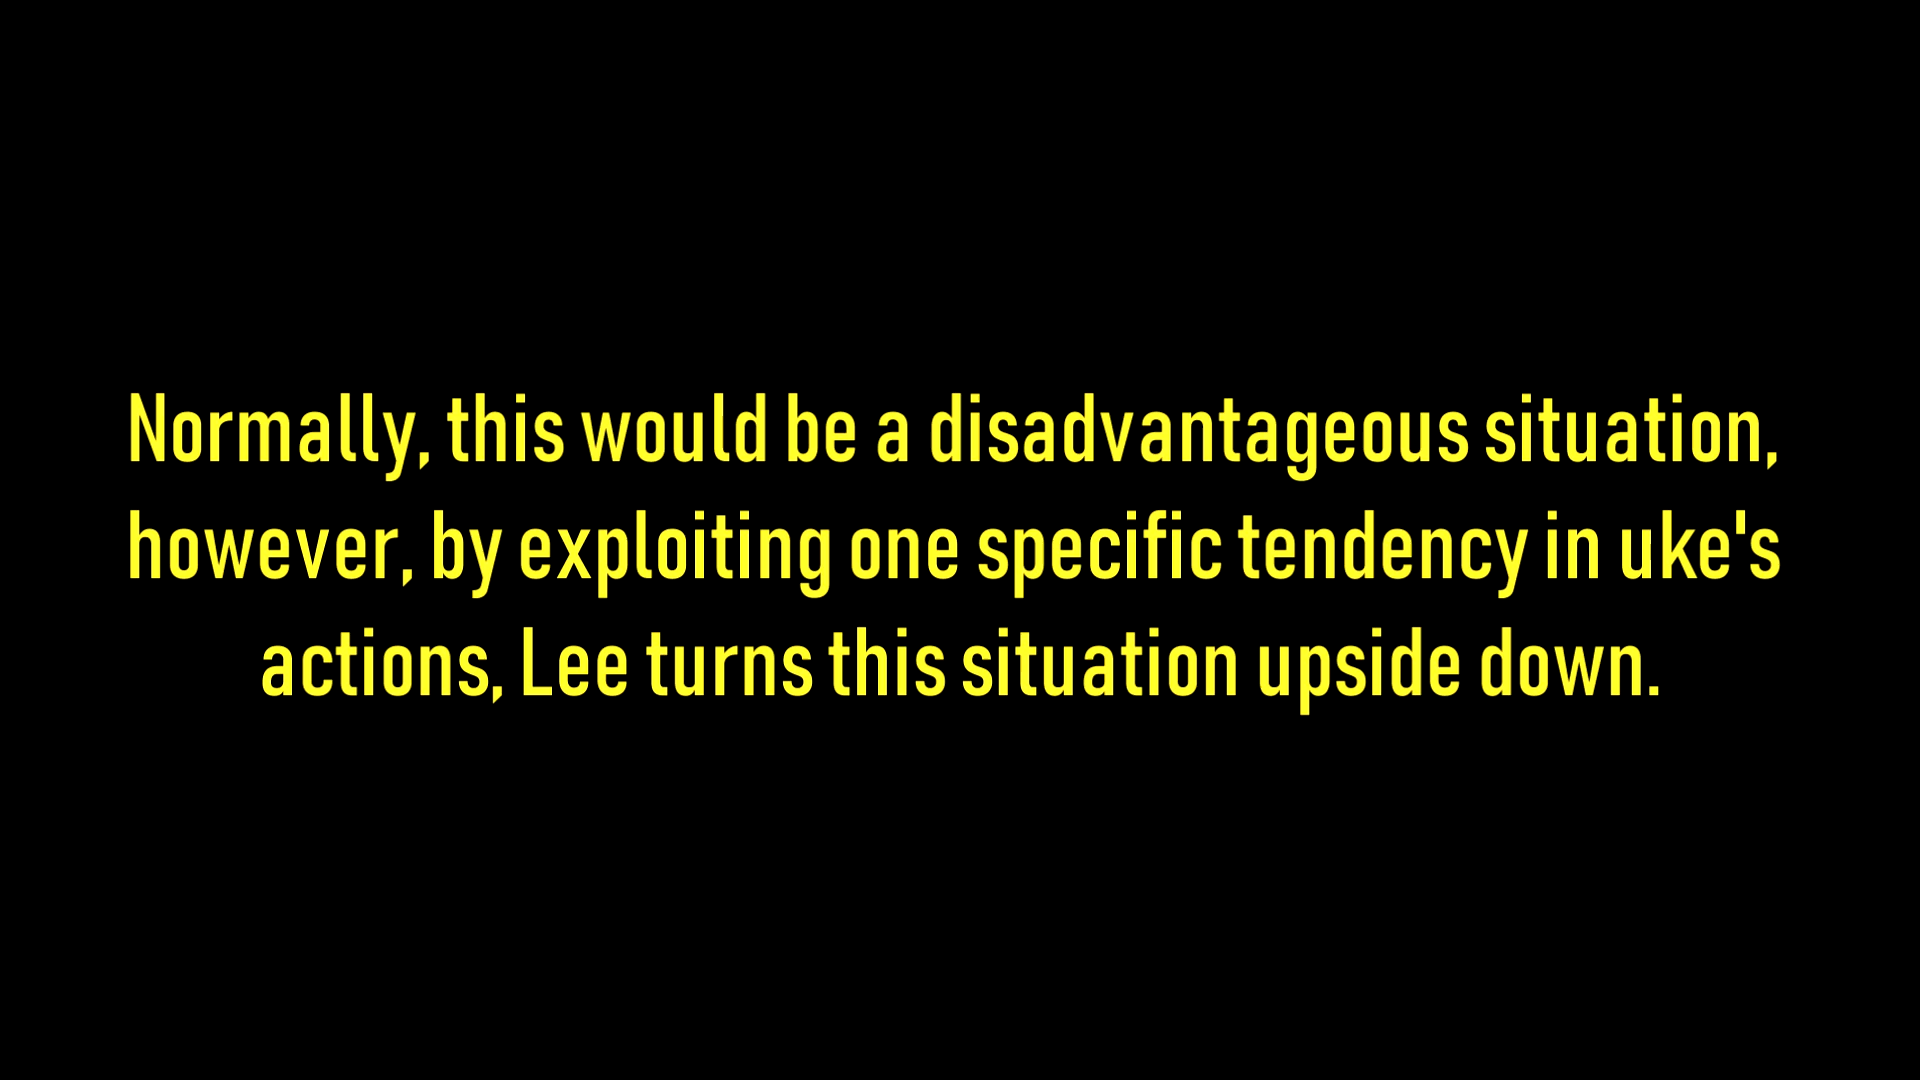 Normally, this would be a disadvantageous situation,
however, by exploiting one specific tendency in uke's
actions, Lee turns this situation upside down.